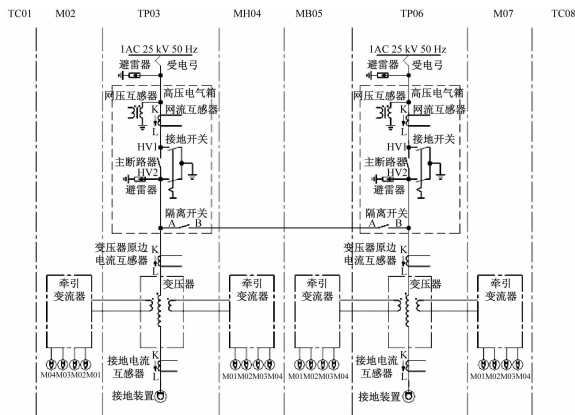 TC01 M02 TP03 MH04 MB05 TP06 M07 TC08
1AC 25 kV 50 Hz
避雷器
受电弓
网压互感器
高压电气箱
K
网流互感器
L
HV1
接地开关
主断路器
HV2
避雷器
隔离开关
A B
变压器原边
电流互感器
K
L
牵引
变流器
变压器
牵引
变流器
M04M03M02M01
接地电流
互感器
K
L
M01M02M03M04
接地装置
1AC 25 kV 50 Hz
避雷器
受电弓
网压互感器
高压电气箱
K
网流互感器
L
HV1
接地开关
主断路器
HV2
避雷器
隔离开关
A B
变压器原边
电流互感器
K
L
牵引
变流器
变压器
牵引
变流器
M01M02M03M04
接地电流
互感器
K
L
M01M02M03M04
接地装置